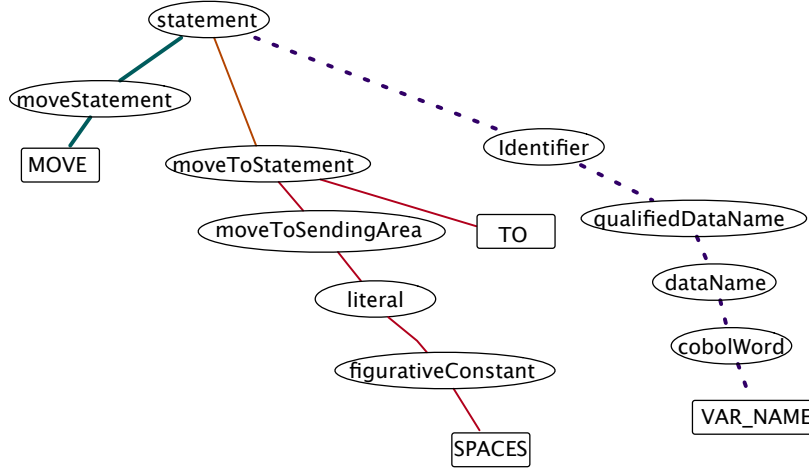 statement
moveStatement
Identifier
MOVE
moveToStatement
qualifiedDataName
moveToSendingArea
TO
dataName
literal
cobolWord
figurativeConstant
VAR_NAME
SPACES